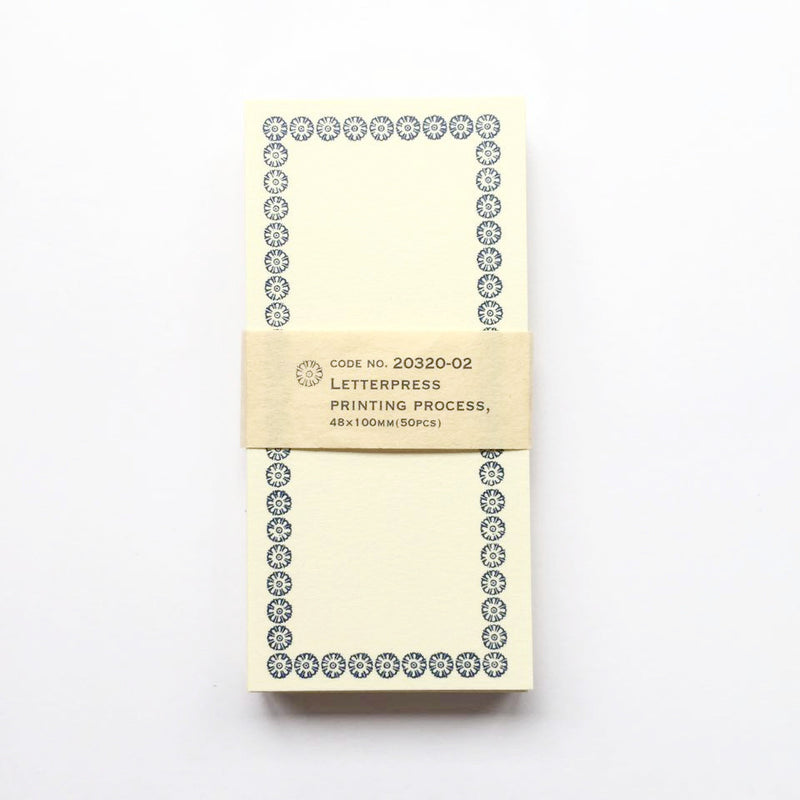 CODE NO. 20320-02
LETTERPRESS
PRINTING PROCESS,
48×100MM(50PCS)